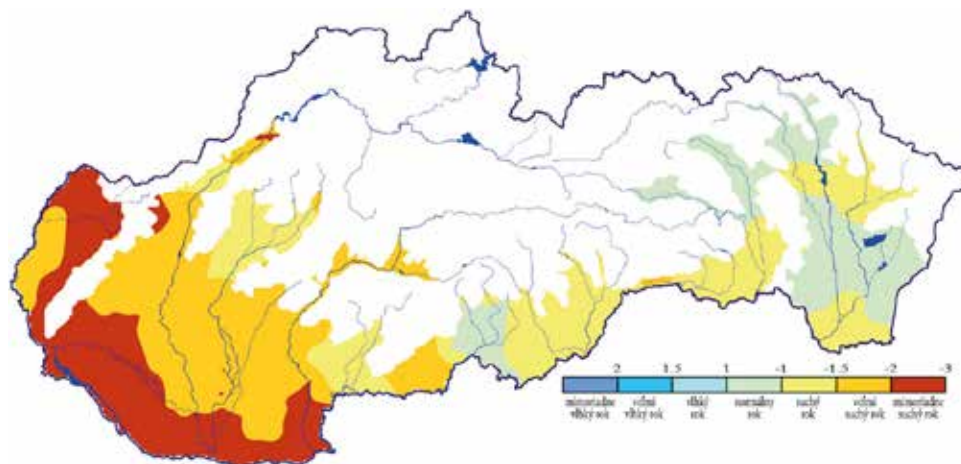 2 1.5 1 -1 -1.5 -2 -3
mimoriadne vlhký rok
veľmi vlhký rok
vlhký rok
normálny rok
suchý rok
veľmi suchý rok
mimoriadne suchý rok